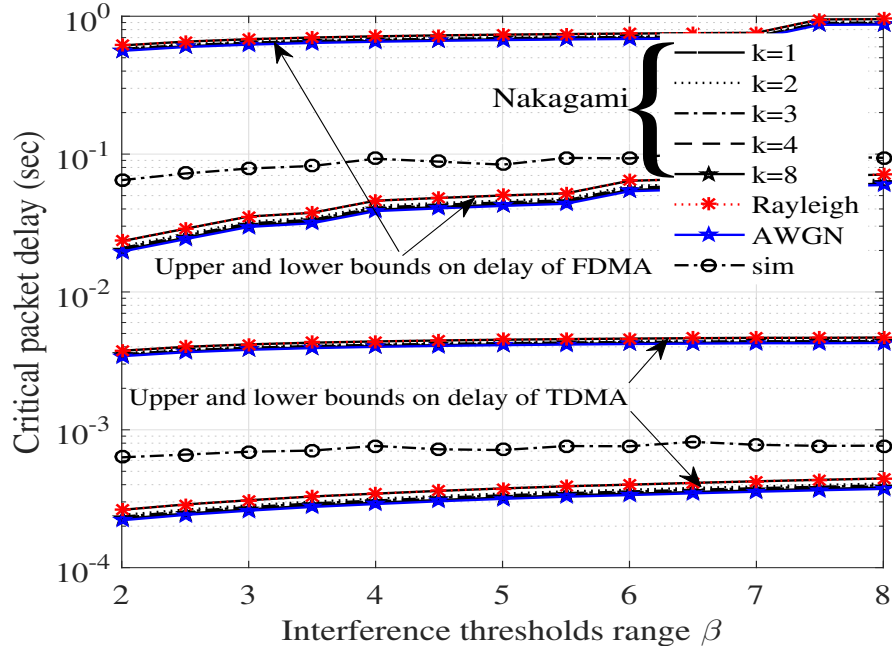 Critical packet delay (sec)
10^0
10^-1
10^-2
10^-3
10^-4
Nakagami
k=1
k=2
k=3
k=4
k=8
Rayleigh
AWGN
sim
Upper and lower bounds on delay of FDMA
Upper and lower bounds on delay of TDMA
2 3 4 5 6 7 8
Interference thresholds range β